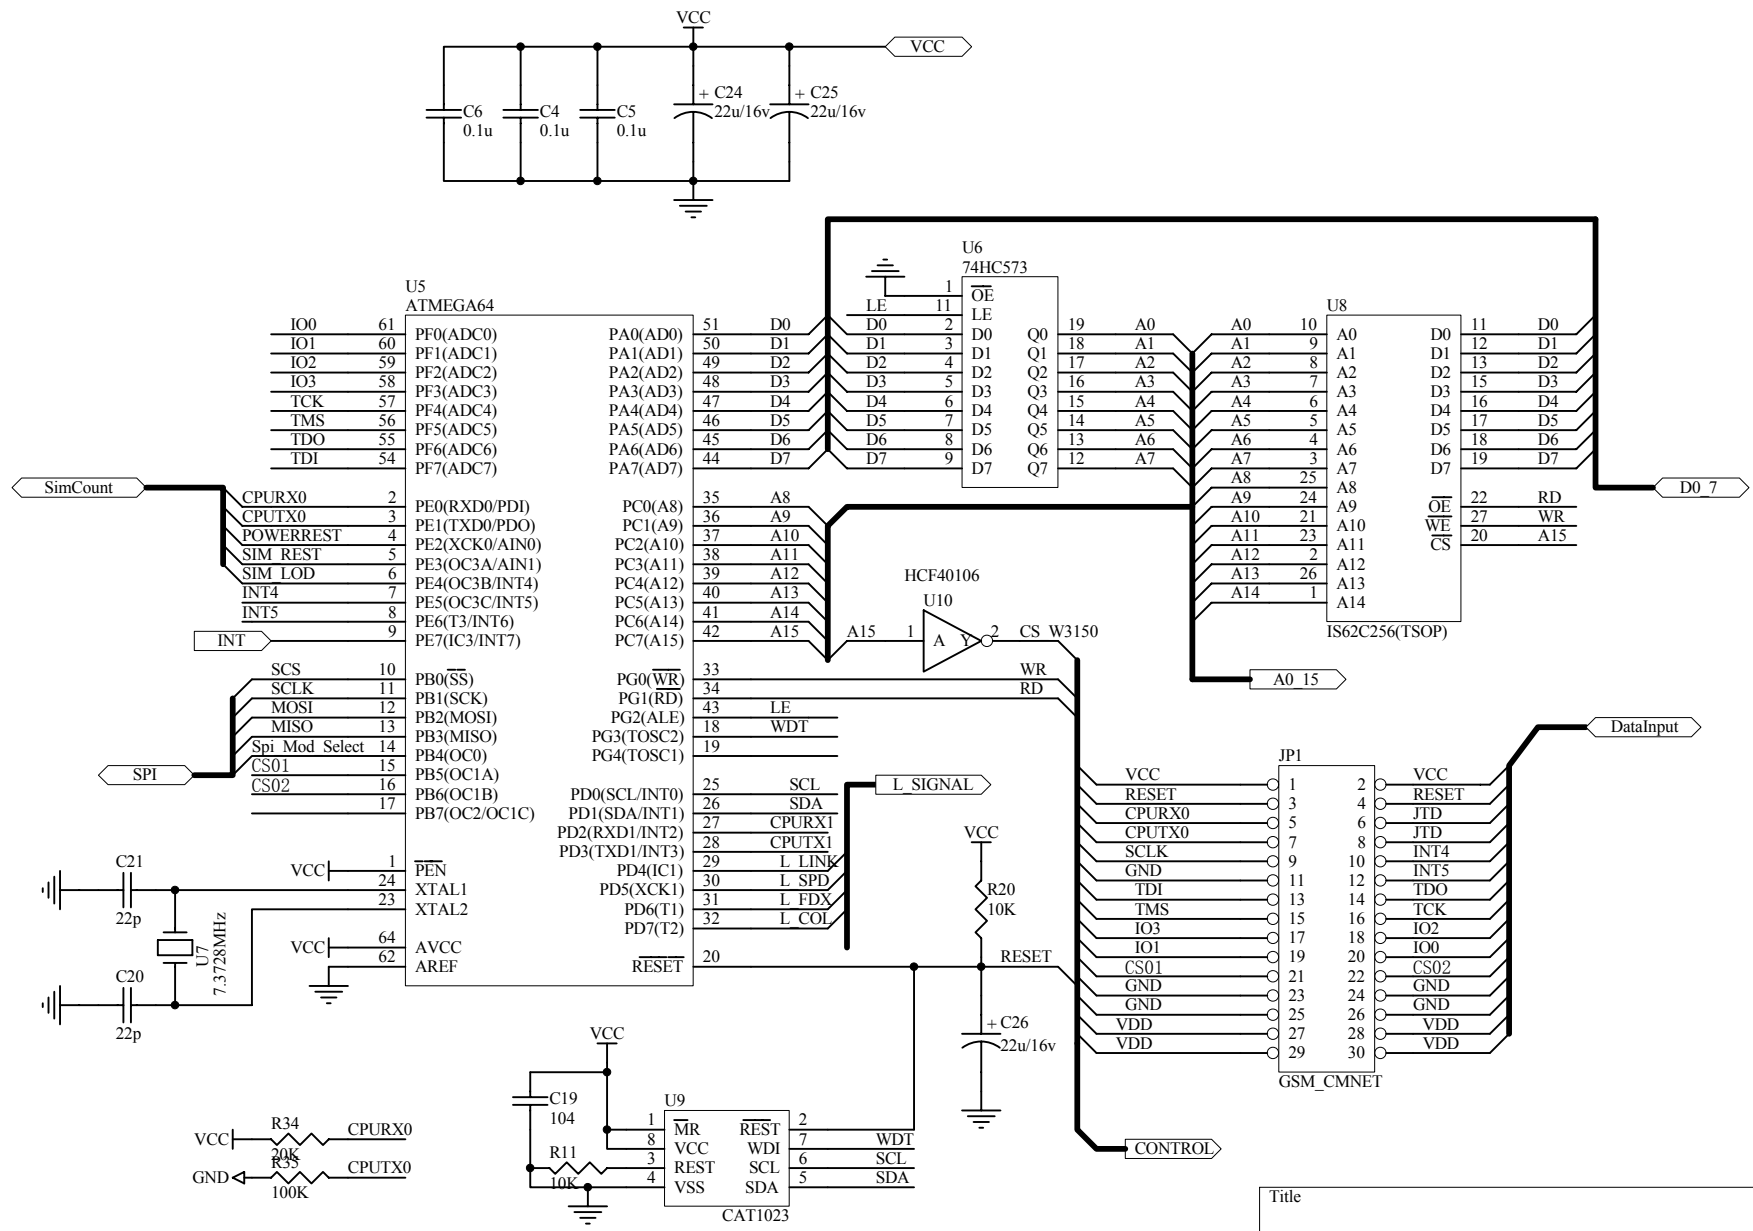 VCC
VCC
C6
0.1u
C4
0.1u
C5
0.1u
+ C24
22u/16v
+ C25
22u/16v
U5
ATMEGA64
IO0 61 PF0(ADC0) PA0(AD0) 51 D0
IO1 60 PF1(ADC1) PA1(AD1) 50 D1
IO2 59 PF2(ADC2) PA2(AD2) 49 D2
IO3 58 PF3(ADC3) PA3(AD3) 48 D3
TCK 57 PF4(ADC4) PA4(AD4) 47 D4
TMS 56 PF5(ADC5) PA5(AD5) 46 D5
TDO 55 PF6(ADC6) PA6(AD6) 45 D6
TDI 54 PF7(ADC7) PA7(AD7) 44 D7
SimCount
CPURX0 2 PE0(RXD0/PDI) PC0(A8) 35 A8
CPUTX0 3 PE1(TXD0/PDO) PC1(A9) 36 A9
POWERREST 4 PE2(XCK0/AIN0) PC2(A10) 37 A10
SIM_REST 5 PE3(OC3A/AIN1) PC3(A11) 38 A11
SIM_LOD 6 PE4(OC3B/INT4) PC4(A12) 39 A12
INT4 7 PE5(OC3C/INT5) PC5(A13) 40 A13
INT5 8 PE6(T3/INT6) PC6(A14) 41 A14
INT 9 PE7(IC3/INT7) PC7(A15) 42 A15
SCS 10 PB0(SS) PG0(WR) 33 WR
SCLK 11 PB1(SCK) PG1(RD) 34 RD
MOSI 12 PB2(MOSI) PG2(ALE) 43 LE
MISO 13 PB3(MISO) PG3(TOSC2) 18 WDT
Spi_Mod_Select 14 PB4(OC0) PG4(TOSC1) 19
SPI
CS01 15 PB5(OC1A)
CS02 16 PB6(OC1B) PD0(SCL/INT0) 25 SCL
17 PB7(OC2/OC1C) PD1(SDA/INT1) 26 SDA
PD2(RXD1/INT2) 27 CPURX1
PD3(TXD1/INT3) 28 CPUTX1
VCC 1 PEN PD4(IC1) 29 L_LINK
24 XTAL1 PD5(XCK1) 30 L_SPD
23 XTAL2 PD6(T1) 31 L_FDX
PD7(T2) 32 L_COL
VCC 64 AVCC
62 AREF RESET 20 RESET
L_SIGNAL
C21
22p
U7
7.3728MHz
C20
22p
U6
74HC573
1 OE
LE 11 LE
D0 2 D0 Q0 19 A0
D1 3 D1 Q1 18 A1
D2 4 D2 Q2 17 A2
D3 5 D3 Q3 16 A3
D4 6 D4 Q4 15 A4
D5 7 D5 Q5 14 A5
D6 8 D6 Q6 13 A6
D7 9 D7 Q7 12 A7
U8
A0 10 A0 D0 11 D0
A1 9 A1 D1 12 D1
A2 8 A2 D2 13 D2
A3 7 A3 D3 15 D3
A4 6 A4 D4 16 D4
A5 5 A5 D5 17 D5
A6 4 A6 D6 18 D6
A7 3 A7 D7 19 D7
A8 25 A8
A9 24 A9 OE 22 RD
A10 21 A10 WE 27 WR
A11 23 A11 CS 20 A15
A12 2 A12
A13 26 A13
A14 1 A14
IS62C256(TSOP)
D0_7
HCF40106
U10
A15 1 A Y 2 CS_W3150
A0_15
DataInput
JP1
VCC 1 2 VCC
RESET 3 4 RESET
CPURX0 5 6 JTD
CPUTX0 7 8 JTD
SCLK 9 10 INT4
GND 11 12 INT5
TDI 13 14 TDO
TMS 15 16 TCK
IO3 17 18 IO2
IO1 19 20 IO0
CS01 21 22 CS02
GND 23 24 GND
GND 25 26 GND
VDD 27 28 VDD
VDD 29 30 VDD
GSM_CMNET
CONTROL
VCC
R20
10K
+ C26
22u/16v
VCC
C19
104
R11
10K
U9
1 MR REST 2
8 VCC WDI 7 WDT
3 REST SCL 6 SCL
4 VSS SDA 5 SDA
CAT1023
R34
VCC CPURX0
20K
R35
GND CPUTX0
100K
Title